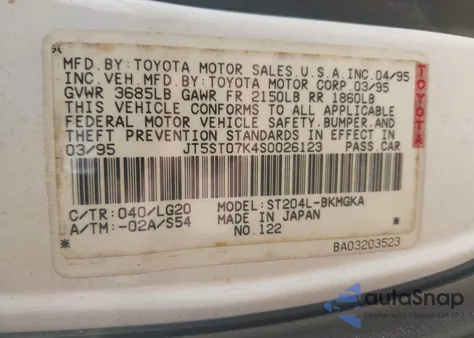 MFD.BY:TOYOTA MOTOR SALES,U.S.A.,INC.04/95
INC.VEH.MFD.BY:TOYOTA MOTOR CORP.03/95
GVWR 3685LB GAWR FR 2150LB RR 1860LB
THIS VEHICLE CONFORMS TO ALL APPLICABLE
FEDERAL MOTOR VEHICLE SAFETY,BUMPER,AND
THEFT PREVENTION STANDARDS IN EFFECT IN
03/95 JT5ST07K4S0026123 PASS.CAR
TOYOTA
C/TR:040/LG20 MODEL:ST204L-BKMGKA
A/TM:-02A/S54 MADE IN JAPAN
NO.122
BA03203523
autoSnap